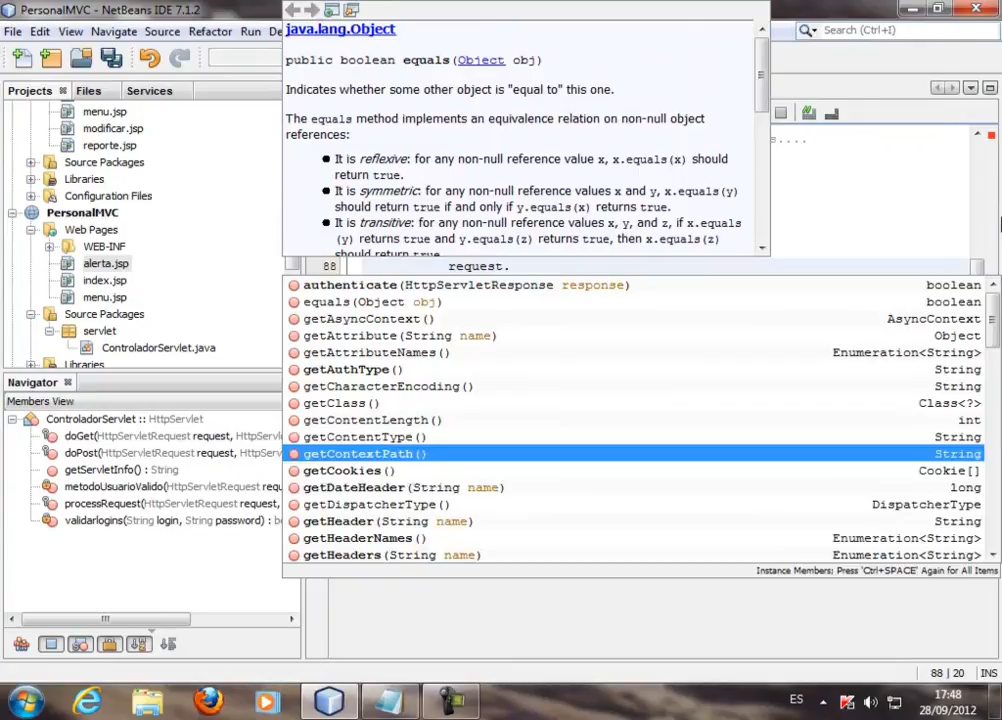 PersonalMVC - NetBeans IDE 7.1.2
File Edit View Navigate Source Refactor Run De
Search (Ctrl+I)
Projects Files Services
menu.jsp
modificar.jsp
reporte.jsp
Source Packages
Libraries
Configuration Files
PersonalMVC
Web Pages
WEB-INF
alerta.jsp
index.jsp
menu.jsp
Source Packages
servlet
ControladorServlet.java
Libraries
Navigator
Members View
ControladorServlet :: HttpServlet
doGet(HttpServletRequest request, HttpServl
doPost(HttpServletRequest request, HttpServ
getServletInfo() : String
metodoUsuarioValido(HttpServletRequest requ
processRequest(HttpServletRequest request,
validarlogins(String login, String password) : b
java.lang.Object
public boolean equals(Object obj)
Indicates whether some other object is "equal to" this one.
The equals method implements an equivalence relation on non-null object
references:
It is reflexive: for any non-null reference value x, x.equals(x) should
return true.
It is symmetric: for any non-null reference values x and y, x.equals(y)
should return true if and only if y.equals(x) returns true.
It is transitive: for any non-null reference values x, y, and z, if x.equals
(y) returns true and y.equals(z) returns true, then x.equals(z)
should return true.
s....
88 request.
authenticate(HttpServletResponse response) boolean
equals(Object obj) boolean
getAsyncContext() AsyncContext
getAttribute(String name) Object
getAttributeNames() Enumeration<String>
getAuthType() String
getCharacterEncoding() String
getClass() Class<?>
getContentLength() int
getContentType() String
getContextPath() String
getCookies() Cookie[]
getDateHeader(String name) long
getDispatcherType() DispatcherType
getHeader(String name) String
getHeaderNames() Enumeration<String>
getHeaders(String name) Enumeration<String>
Instance Members; Press 'Ctrl+SPACE' Again for All Items
88 | 20 INS
ES
17:48
28/09/2012